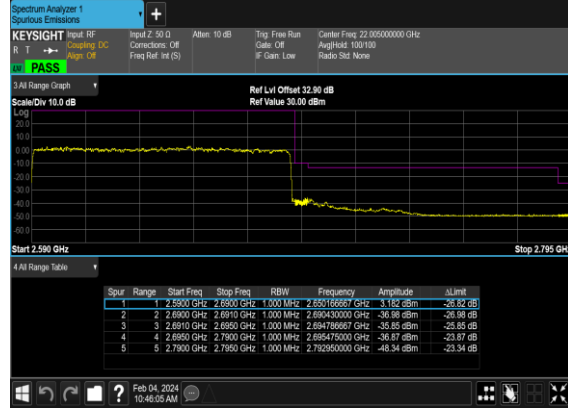 Spectrum Analyzer 1
Spurious Emissions
+
KEYSIGHT Input: RF Input Z: 50 Ω Atten: 10 dB Trig: Free Run Center Freq: 22.005000000 GHz
R T Coupling: DC Corrections: Off Gate: Off Avg|Hold: 100/100
Align: Off Freq Ref: Int (S) IF Gain: Low Radio Std: None
PASS
3 All Range Graph
Ref Lvl Offset 32.90 dB
Scale/Div 10.0 dB Ref Value 30.00 dBm
Log
20.0
10.0
0.00
-10.0
-20.0
-30.0
-40.0
-50.0
-60.0
Start 2.590 GHz Stop 2.795 GHz
4 All Range Table
Spur Range Start Freq Stop Freq RBW Frequency Amplitude ΔLimit
1 1 2.5900 GHz 2.6900 GHz 1.000 MHz 2.650166667 GHz 3.182 dBm -26.82 dB
2 2 2.6900 GHz 2.6910 GHz 1.000 MHz 2.690430000 GHz -36.98 dBm -26.98 dB
3 3 2.6910 GHz 2.6950 GHz 1.000 MHz 2.694786667 GHz -35.85 dBm -25.85 dB
4 4 2.6950 GHz 2.7900 GHz 1.000 MHz 2.695475000 GHz -36.87 dBm -23.87 dB
5 5 2.7900 GHz 2.7950 GHz 1.000 MHz 2.792950000 GHz -48.34 dBm -23.34 dB
? Feb 04, 2024
10:46:05 AM